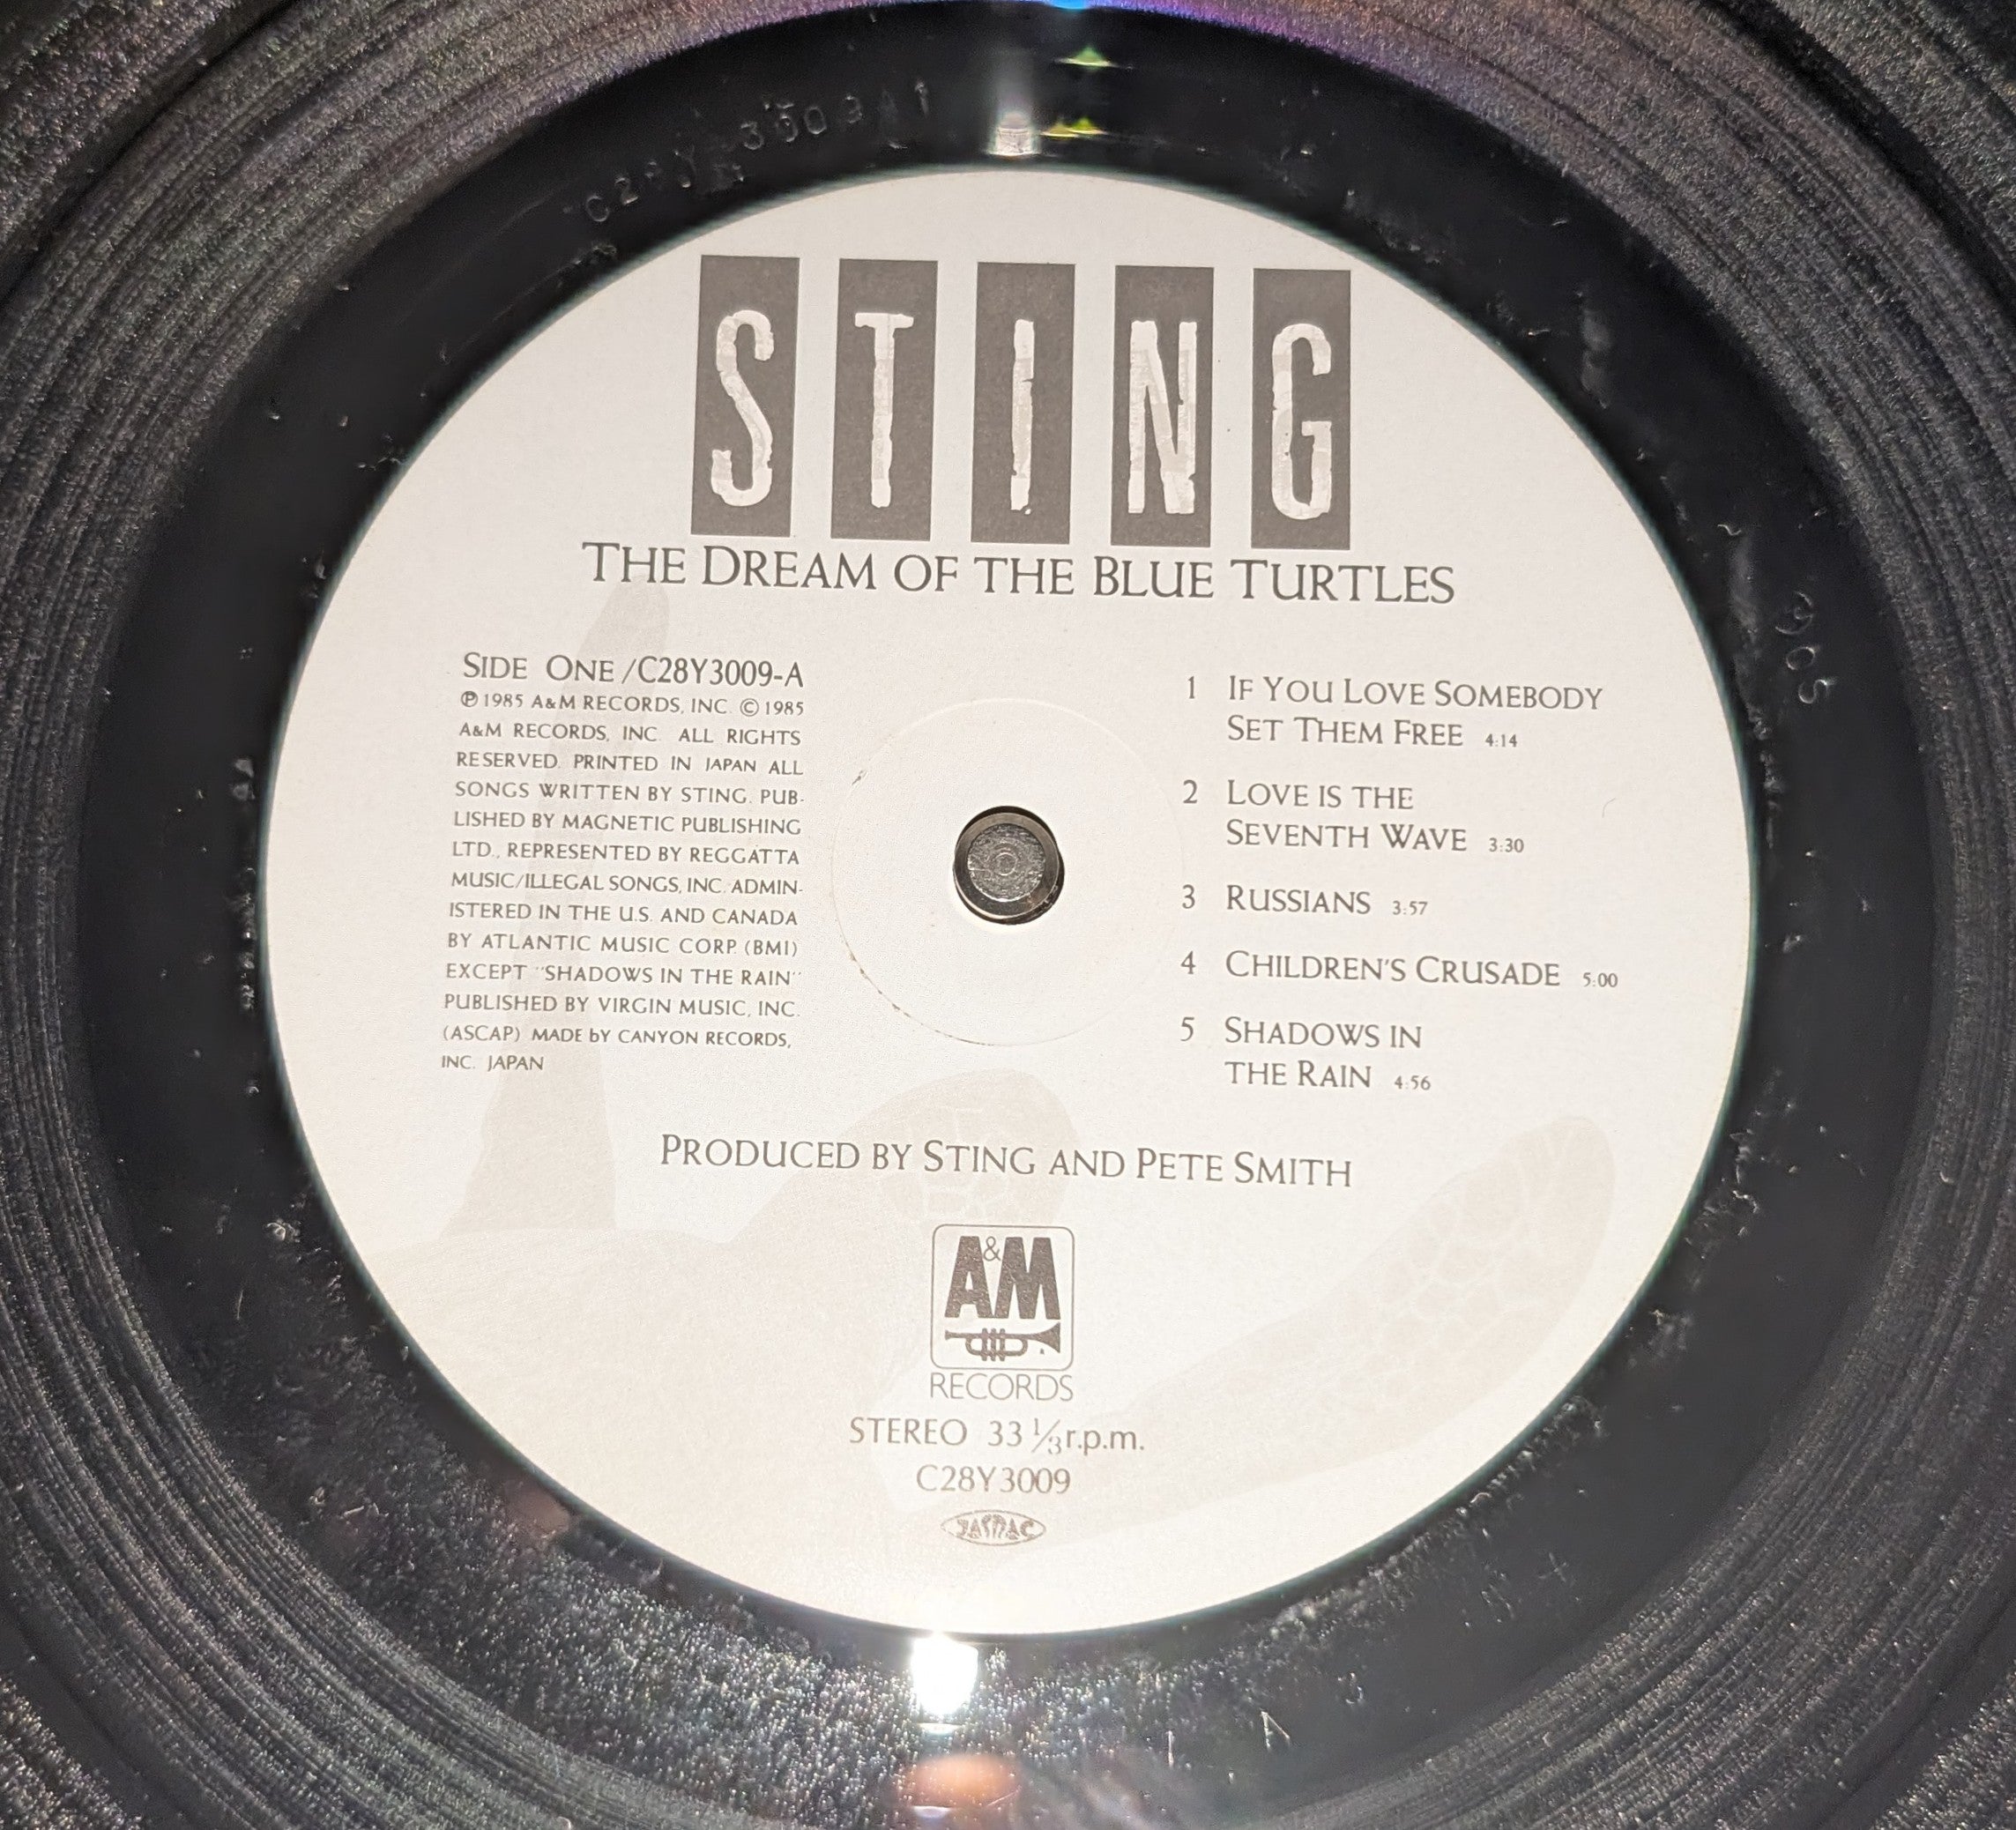 STING
THE DREAM OF THE BLUE TURTLES
SIDE ONE /C28Y3009-A
℗ 1985 A&M RECORDS, INC. © 1985
A&M RECORDS, INC. ALL RIGHTS
RESERVED. PRINTED IN JAPAN ALL
SONGS WRITTEN BY STING. PUB-
LISHED BY MAGNETIC PUBLISHING
LTD., REPRESENTED BY REGGATTA
MUSIC/ILLEGAL SONGS, INC. ADMIN-
ISTERED IN THE U.S. AND CANADA
BY ATLANTIC MUSIC CORP. (BMI)
EXCEPT "SHADOWS IN THE RAIN"
PUBLISHED BY VIRGIN MUSIC, INC.
(ASCAP) MADE bY CANYON RECORDS,
INC. JAPAN
1 IF YOU LOVE SOMEBODY
SET THEM FREE 4:14
2 LOVE IS THE
SEVENTH WAVE 3:30
3 RUSSIANS 3:57
4 CHILDREN'S CRUSADE 5:00
5 SHADOWS IN
THE RAIN 4:56
PRODUCED BY STING AND PETE SMITH
A&M
RECORDS
STEREO 33 ⅓ r.p.m.
C28Y3009
JASRAC